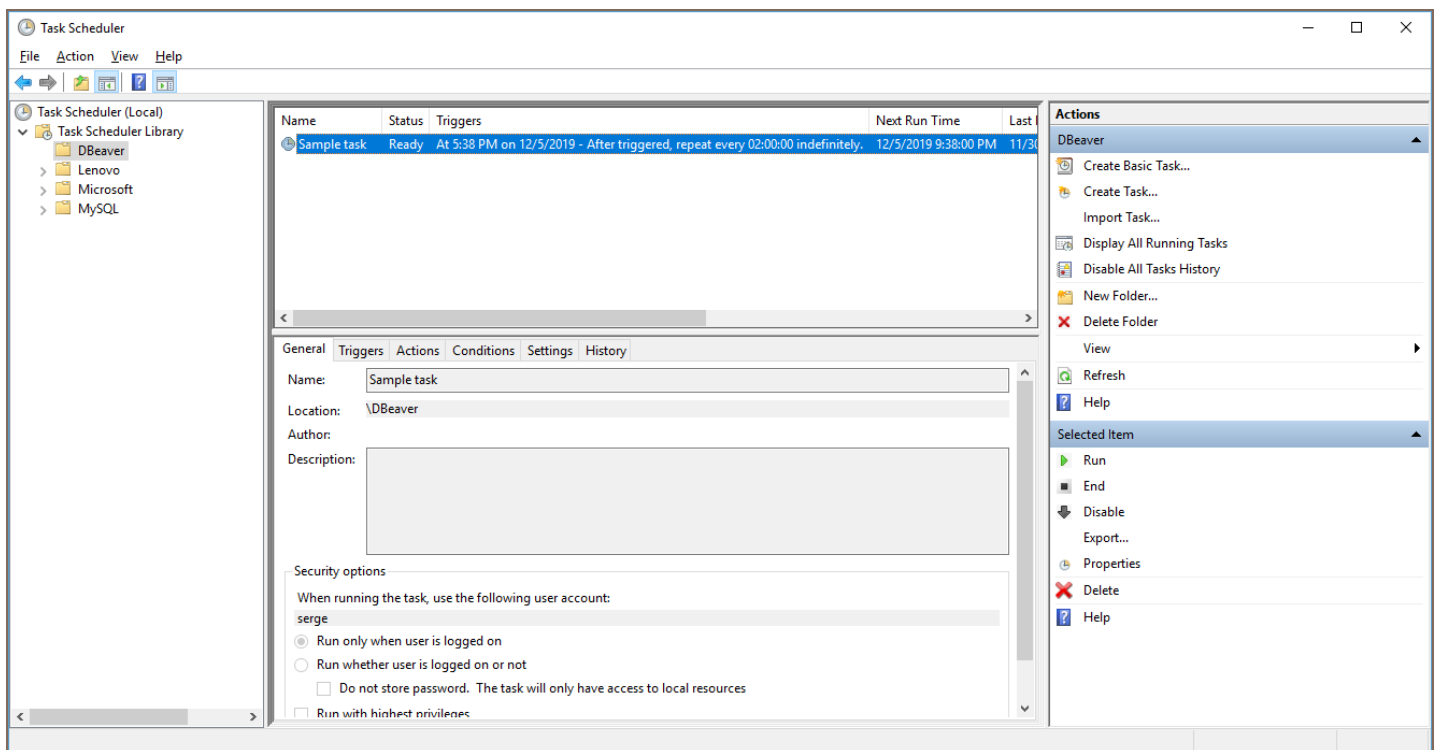 Task Scheduler
File Action View Help
Task Scheduler (Local)
Task Scheduler Library
DBeaver
Lenovo
Microsoft
MySQL
Name Status Triggers Next Run Time Last
Sample task Ready At 5:38 PM on 12/5/2019 - After triggered, repeat every 02:00:00 indefinitely. 12/5/2019 9:38:00 PM 11/30
General Triggers Actions Conditions Settings History
Name: Sample task
Location: \DBeaver
Author:
Description:
Security options
When running the task, use the following user account:
serge
Run only when user is logged on
Run whether user is logged on or not
Do not store password. The task will only have access to local resources
Run with highest privileges
Actions
DBeaver
Create Basic Task...
Create Task...
Import Task...
Display All Running Tasks
Disable All Tasks History
New Folder...
Delete Folder
View
Refresh
Help
Selected Item
Run
End
Disable
Export...
Properties
Delete
Help